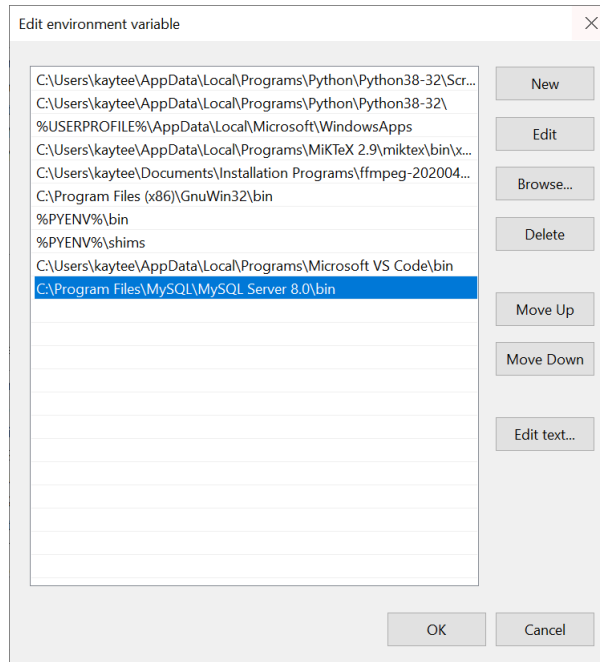 Edit environment variable
C:\Users\kaytee\AppData\Local\Programs\Python\Python38-32\Scr...
C:\Users\kaytee\AppData\Local\Programs\Python\Python38-32\
%USERPROFILE%\AppData\Local\Microsoft\WindowsApps
C:\Users\kaytee\AppData\Local\Programs\MiKTeX 2.9\miktex\bin\x...
C:\Users\kaytee\Documents\Installation Programs\ffmpeg-202004...
C:\Program Files (x86)\GnuWin32\bin
%PYENV%\bin
%PYENV%\shims
C:\Users\kaytee\AppData\Local\Programs\Microsoft VS Code\bin
C:\Program Files\MySQL\MySQL Server 8.0\bin
New
Edit
Browse...
Delete
Move Up
Move Down
Edit text...
OK
Cancel